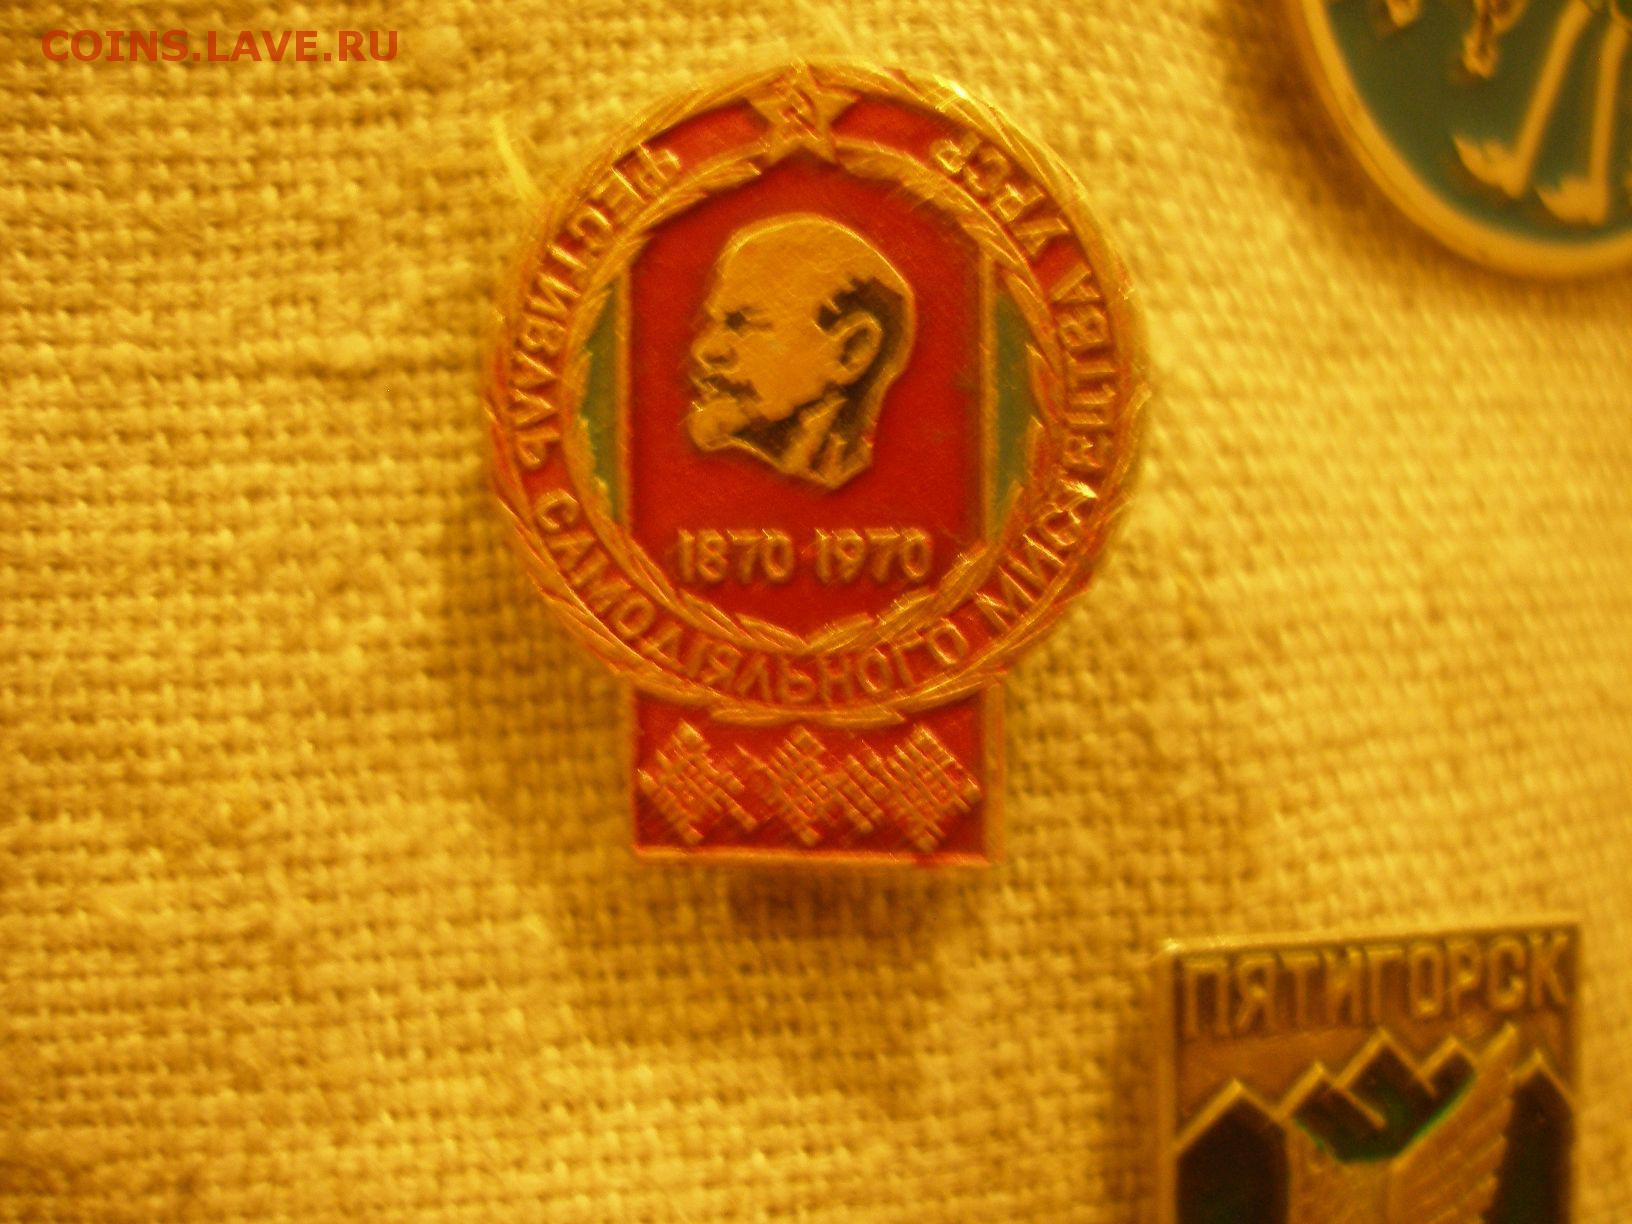 COINS.LAVE.RU
ФЕСТИВАЛЬ САМОДІЯЛЬНОГО МИСТЕЦТВА УРСР
1870 1970
ПЯТИГОРСК